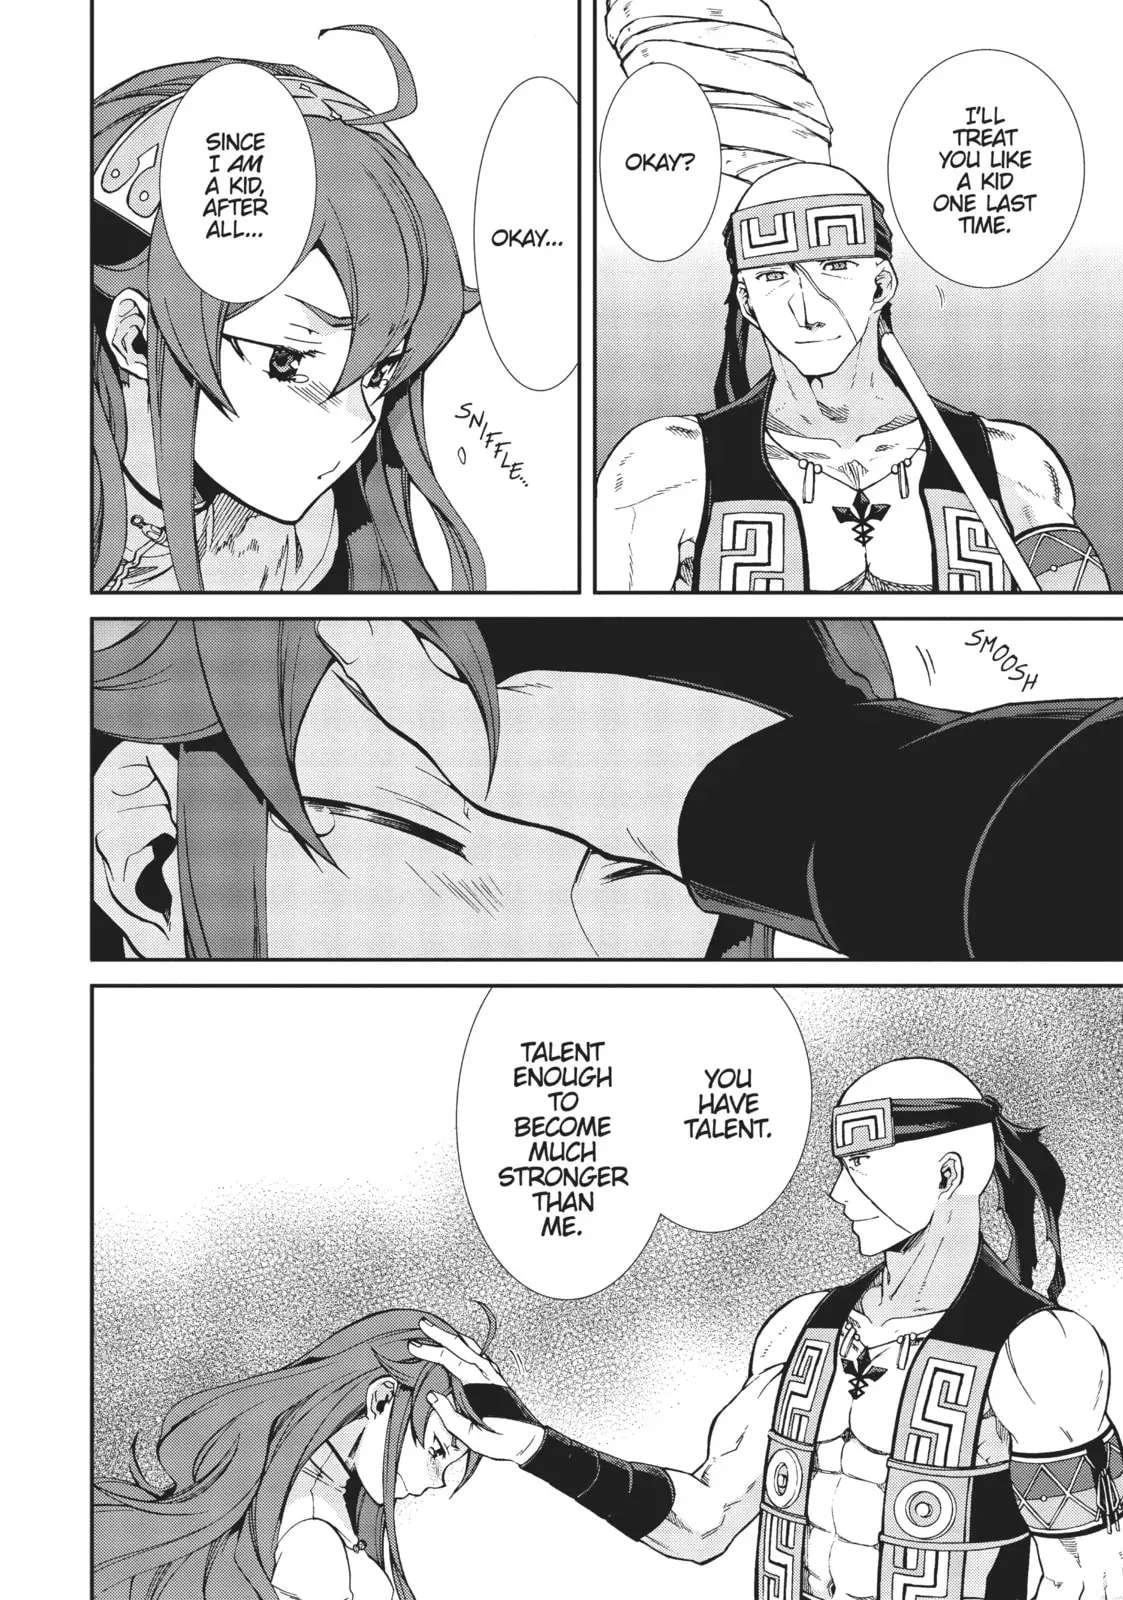 I'LL
TREAT
YOU LIKE
A KID
ONE LAST
TIME.
OKAY?
OKAY...
SINCE
I AM
A KID,
AFTER
ALL...
SNIFFLE...
SMOOSH
YOU
HAVE
TALENT.
TALENT
ENOUGH
TO
BECOME
MUCH
STRONGER
THAN
ME.